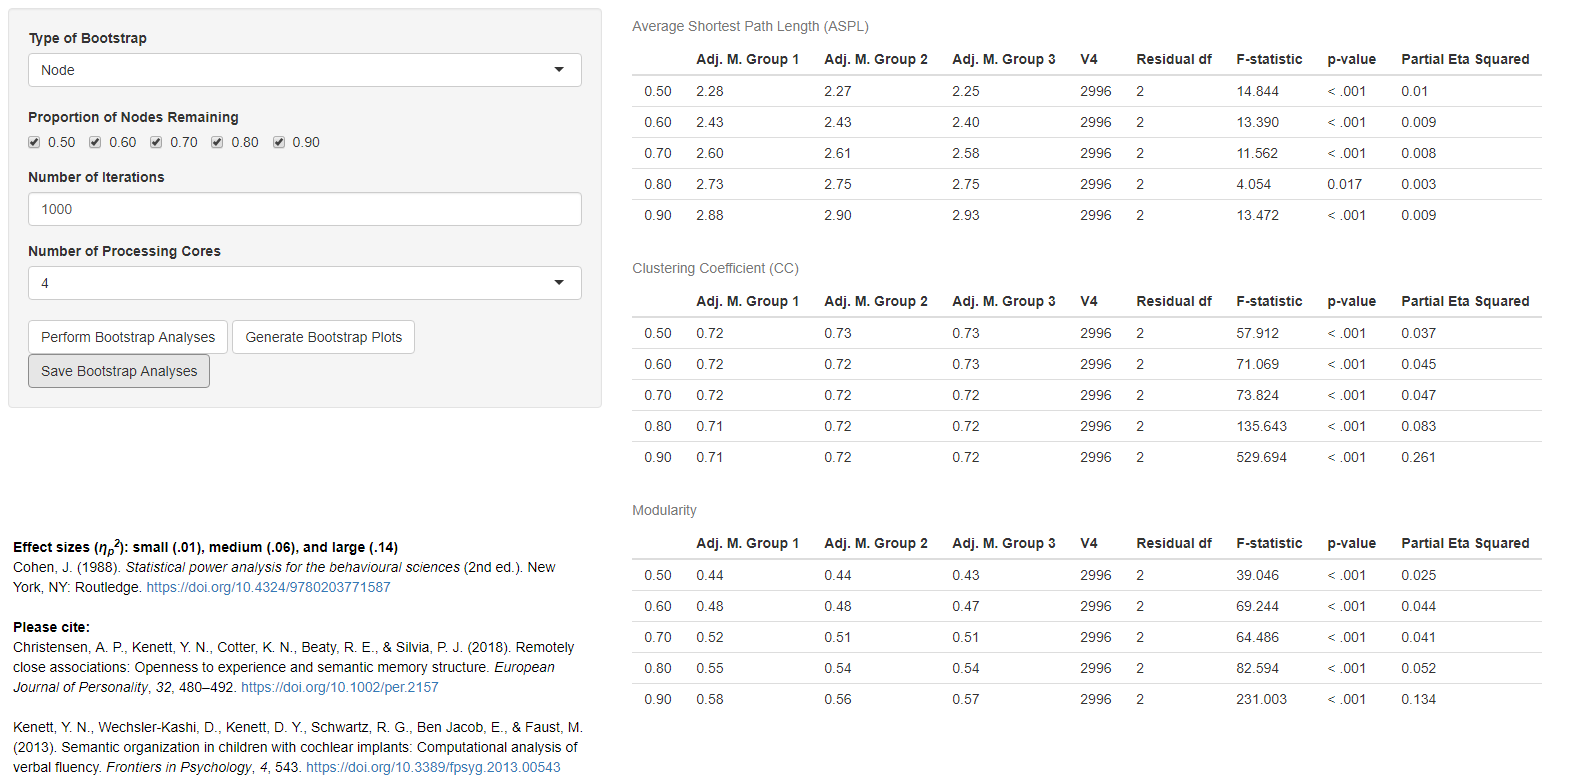 Type of Bootstrap
Node
Proportion of Nodes Remaining
0.50 0.60 0.70 0.80 0.90
Number of Iterations
1000
Number of Processing Cores
4
Perform Bootstrap Analyses Generate Bootstrap Plots
Save Bootstrap Analyses
Effect sizes (ηp2): small (.01), medium (.06), and large (.14)
Cohen, J. (1988). Statistical power analysis for the behavioural sciences (2nd ed.). New
York, NY: Routledge. https://doi.org/10.4324/9780203771587
Please cite:
Christensen, A. P., Kenett, Y. N., Cotter, K. N., Beaty, R. E., & Silvia, P. J. (2018). Remotely
close associations: Openness to experience and semantic memory structure. European
Journal of Personality, 32, 480–492. https://doi.org/10.1002/per.2157
Kenett, Y. N., Wechsler-Kashi, D., Kenett, D. Y., Schwartz, R. G., Ben Jacob, E., & Faust, M.
(2013). Semantic organization in children with cochlear implants: Computational analysis of
verbal fluency. Frontiers in Psychology, 4, 543. https://doi.org/10.3389/fpsyg.2013.00543
Average Shortest Path Length (ASPL)
Adj. M. Group 1 Adj. M. Group 2 Adj. M. Group 3 V4 Residual df F-statistic p-value Partial Eta Squared
0.50 2.28 2.27 2.25 2996 2 14.844 < .001 0.01
0.60 2.43 2.43 2.40 2996 2 13.390 < .001 0.009
0.70 2.60 2.61 2.58 2996 2 11.562 < .001 0.008
0.80 2.73 2.75 2.75 2996 2 4.054 0.017 0.003
0.90 2.88 2.90 2.93 2996 2 13.472 < .001 0.009
Clustering Coefficient (CC)
Adj. M. Group 1 Adj. M. Group 2 Adj. M. Group 3 V4 Residual df F-statistic p-value Partial Eta Squared
0.50 0.72 0.73 0.73 2996 2 57.912 < .001 0.037
0.60 0.72 0.72 0.73 2996 2 71.069 < .001 0.045
0.70 0.72 0.72 0.72 2996 2 73.824 < .001 0.047
0.80 0.71 0.72 0.72 2996 2 135.643 < .001 0.083
0.90 0.71 0.72 0.72 2996 2 529.694 < .001 0.261
Modularity
Adj. M. Group 1 Adj. M. Group 2 Adj. M. Group 3 V4 Residual df F-statistic p-value Partial Eta Squared
0.50 0.44 0.44 0.43 2996 2 39.046 < .001 0.025
0.60 0.48 0.48 0.47 2996 2 69.244 < .001 0.044
0.70 0.52 0.51 0.51 2996 2 64.486 < .001 0.041
0.80 0.55 0.54 0.54 2996 2 82.594 < .001 0.052
0.90 0.58 0.56 0.57 2996 2 231.003 < .001 0.134